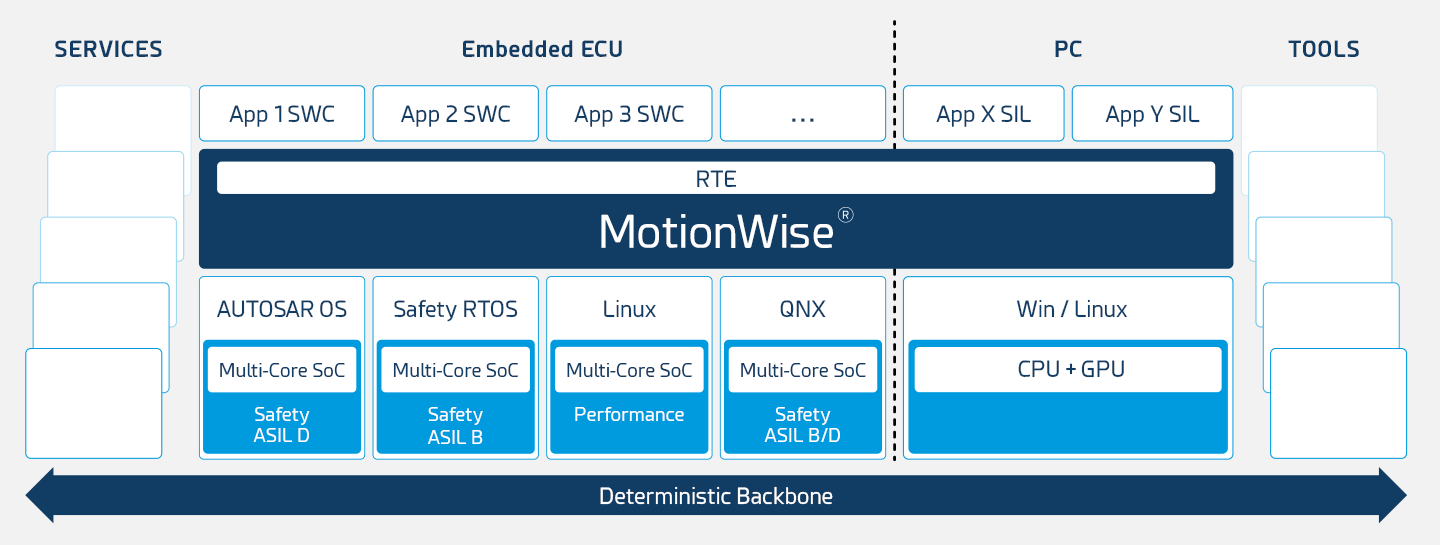 SERVICES
Embedded ECU
PC
TOOLS
App 1 SWC
App 2 SWC
App 3 SWC
...
App X SIL
App Y SIL
RTE
MotionWise®
AUTOSAR OS
Safety RTOS
Linux
QNX
Win / Linux
Multi-Core SoC
Multi-Core SoC
Multi-Core SoC
Multi-Core SoC
CPU + GPU
Safety
ASIL D
Safety
ASIL B
Performance
Safety
ASIL B/D
Deterministic Backbone